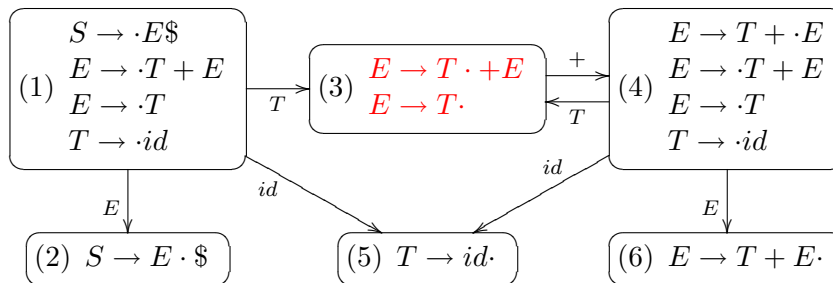 (1)
S → ·E$
E → ·T + E
E → ·T
T → ·id
T
(3)
E → T · +E
E → T·
+
T
(4)
E → T + ·E
E → ·T + E
E → ·T
T → ·id
E
id
id
E
(2) S → E · $
(5) T → id·
(6) E → T + E·